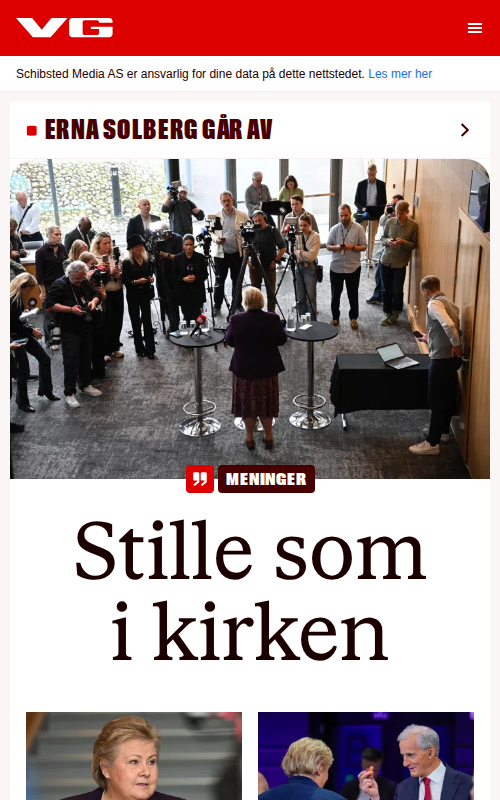 VG
Schibsted Media AS er ansvarlig for dine data på dette nettstedet. Les mer her
ERNA SOLBERG GÅR AV
MENINGER
Stille som
i kirken